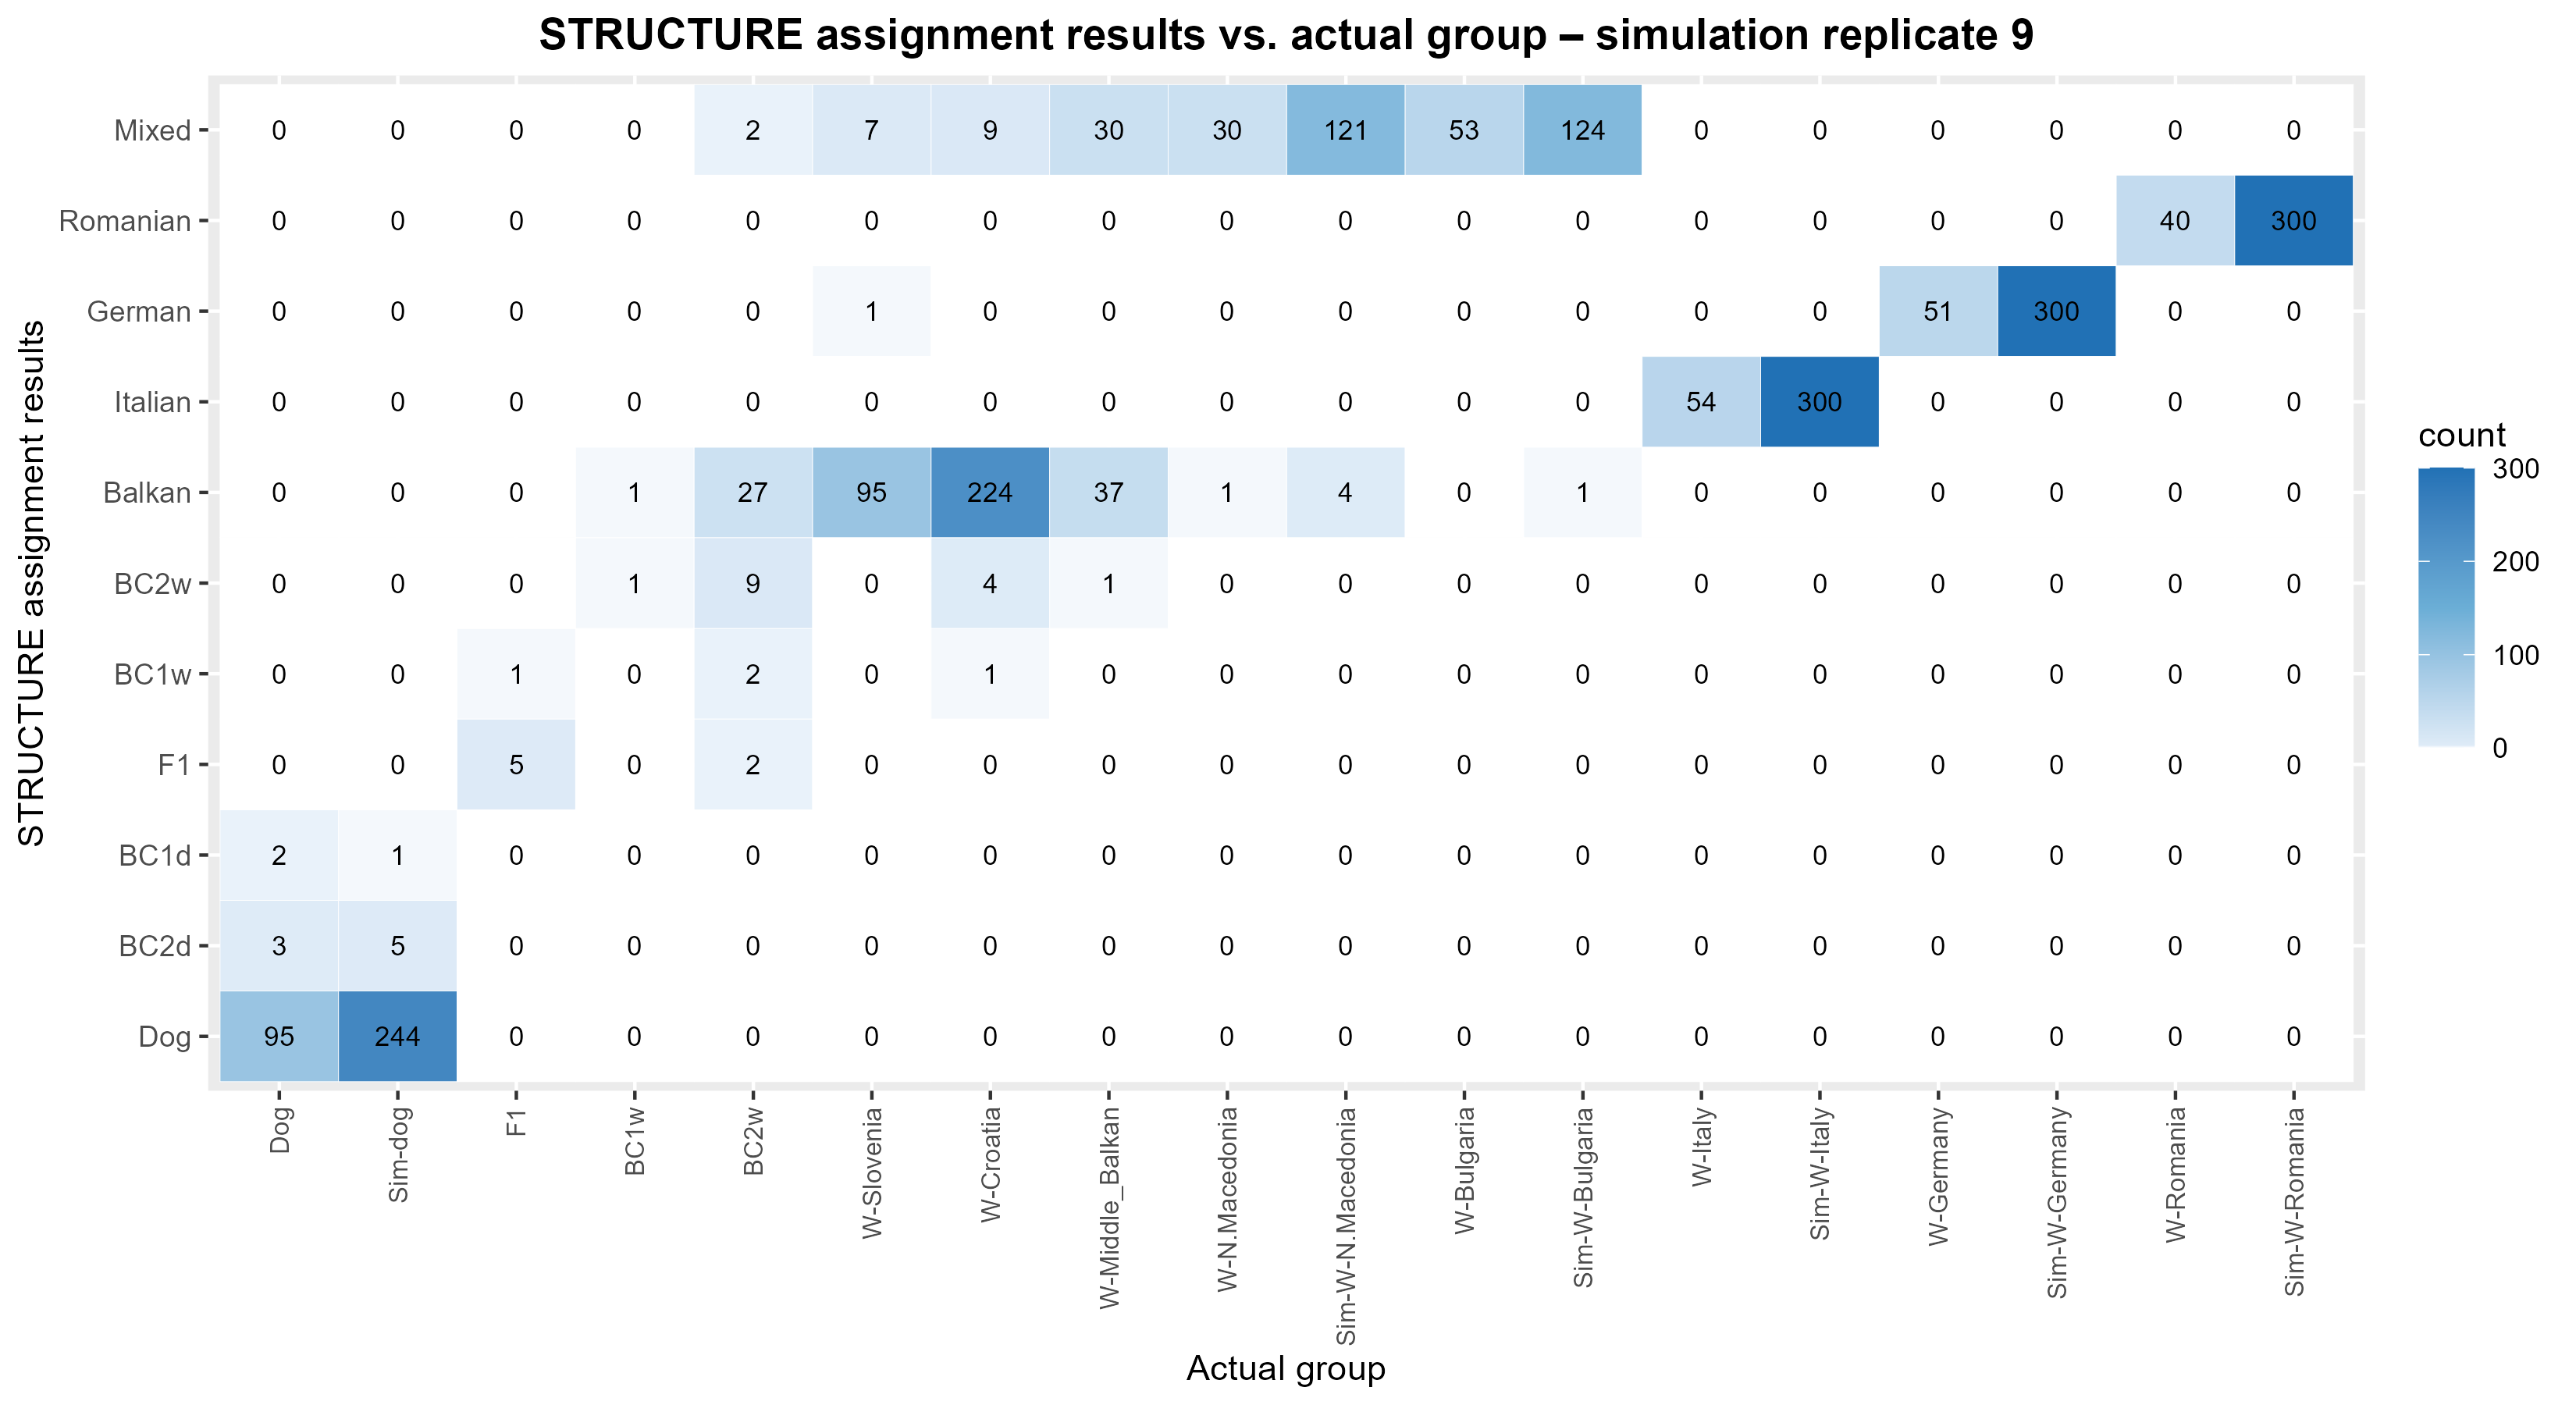 STRUCTURE assignment results vs. actual group – simulation replicate 9
STRUCTURE assignment results
Mixed 0 0 0 0 2 7 9 30 30 121 53 124 0 0 0 0 0 0
Romanian 0 0 0 0 0 0 0 0 0 0 0 0 0 0 0 0 40 300
German 0 0 0 0 0 1 0 0 0 0 0 0 0 0 51 300 0 0
Italian 0 0 0 0 0 0 0 0 0 0 0 0 54 300 0 0 0 0
Balkan 0 0 0 1 27 95 224 37 1 4 0 1 0 0 0 0 0 0
BC2w 0 0 0 1 9 0 4 1 0 0 0 0 0 0 0 0 0 0
BC1w 0 0 1 0 2 0 1 0 0 0 0 0 0 0 0 0 0 0
F1 0 0 5 0 2 0 0 0 0 0 0 0 0 0 0 0 0 0
BC1d 2 1 0 0 0 0 0 0 0 0 0 0 0 0 0 0 0 0
BC2d 3 5 0 0 0 0 0 0 0 0 0 0 0 0 0 0 0 0
Dog 95 244 0 0 0 0 0 0 0 0 0 0 0 0 0 0 0 0
Dog
Sim-dog
F1
BC1w
BC2w
W-Slovenia
W-Croatia
W-Middle_Balkan
W-N.Macedonia
Sim-W-N.Macedonia
W-Bulgaria
Sim-W-Bulgaria
W-Italy
Sim-W-Italy
W-Germany
Sim-W-Germany
W-Romania
Sim-W-Romania
Actual group
count
300
200
100
0